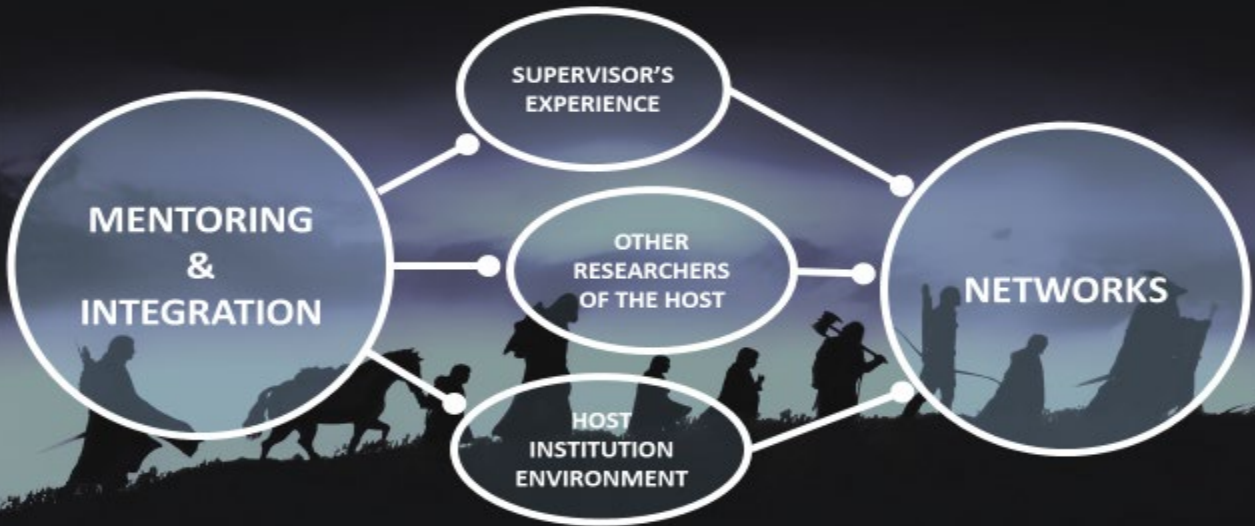 MENTORING
&
INTEGRATION
SUPERVISOR'S
EXPERIENCE
OTHER
RESEARCHERS
OF THE HOST
HOST
INSTITUTION
ENVIRONMENT
NETWORKS